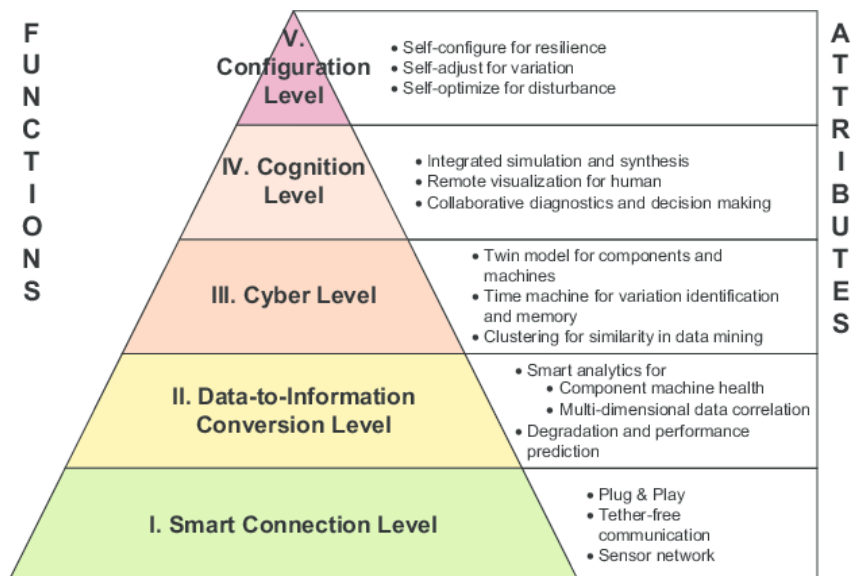 FUNCTIONS
ATTRIBUTES
V.
Configuration
Level
• Self-configure for resilience
• Self-adjust for variation
• Self-optimize for disturbance
IV. Cognition
Level
• Integrated simulation and synthesis
• Remote visualization for human
• Collaborative diagnostics and decision making
III. Cyber Level
• Twin model for components and
machines
• Time machine for variation identification
and memory
• Clustering for similarity in data mining
II. Data-to-Information
Conversion Level
• Smart analytics for
• Component machine health
• Multi-dimensional data correlation
• Degradation and performance
prediction
I. Smart Connection Level
• Plug & Play
• Tether-free
communication
• Sensor network